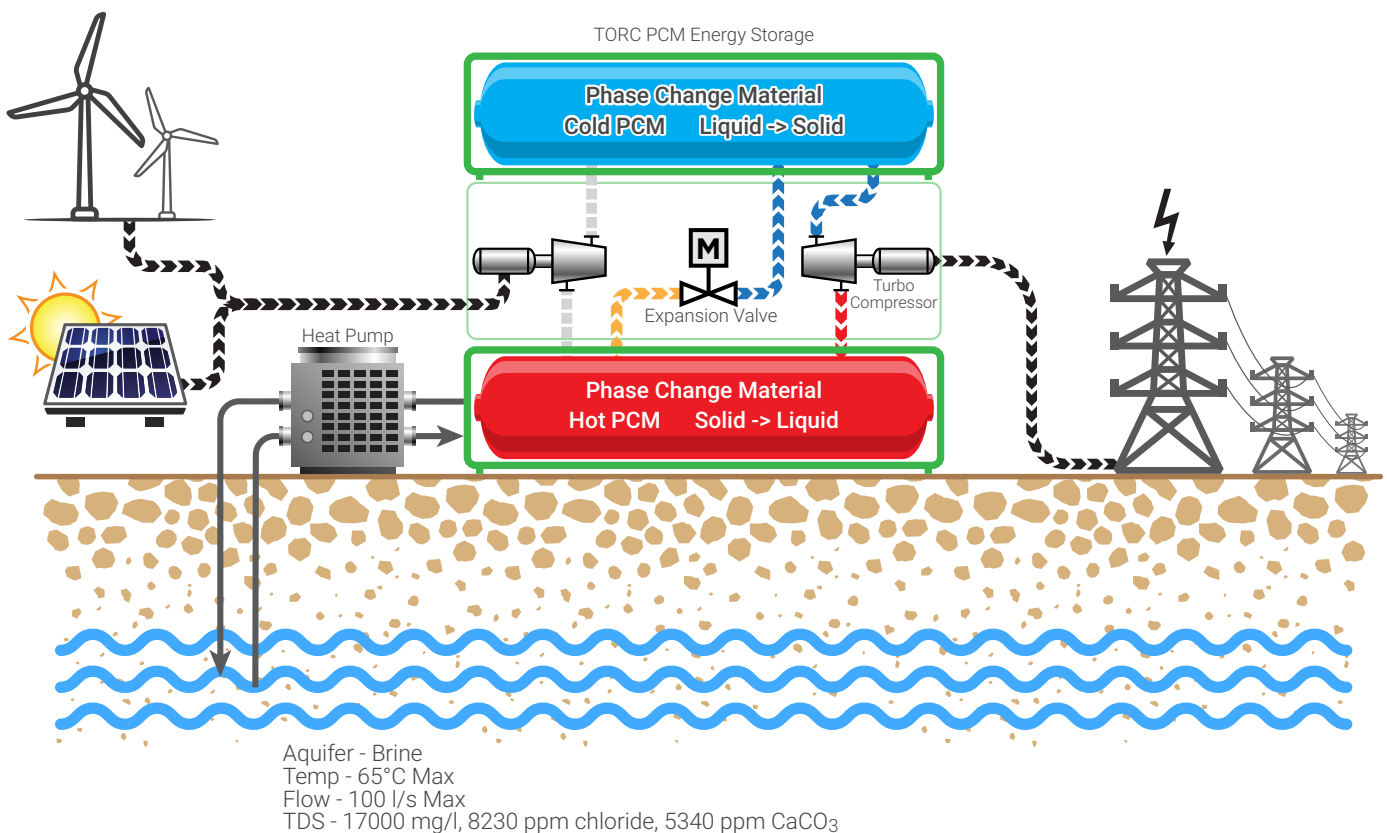 TORC PCM Energy Storage
Phase Change Material
Cold PCM Liquid -> Solid
M
Expansion Valve
Turbo
Compressor
Heat Pump
Phase Change Material
Hot PCM Solid -> Liquid
Aquifer - Brine
Temp - 65°C Max
Flow - 100 l/s Max
TDS - 17000 mg/l, 8230 ppm chloride, 5340 ppm CaCO₃